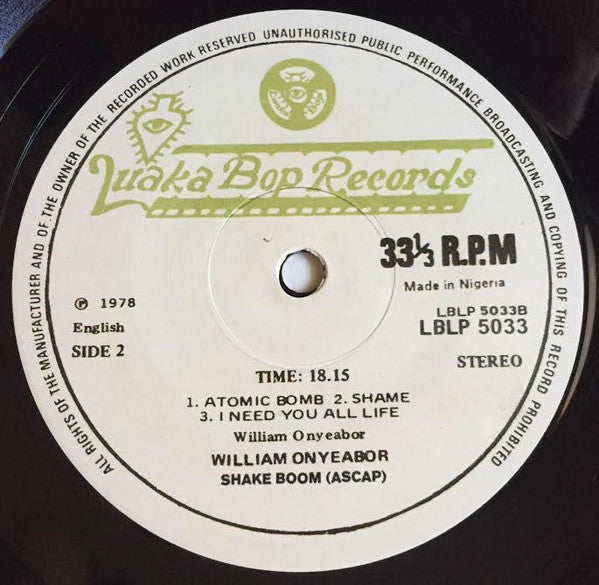 ALL RIGHTS OF THE MANUFACTURER AND OF THE OWNER OF THE RECORDED WORK RESERVED UNAUTHORISED PUBLIC PERFORMANCE BROADCASTING AND COPYING OF THIS RECORD PROHIBITED
Luaka Bop Records
33⅓ R.P.M
Made in Nigeria
℗ 1978
English
SIDE 2
LBLP 5033B
LBLP 5033
STEREO
TIME: 18.15
1. ATOMIC BOMB 2. SHAME
3. I NEED YOU ALL LIFE
William Onyeabor
WILLIAM ONYEABOR
SHAKE BOOM (ASCAP)